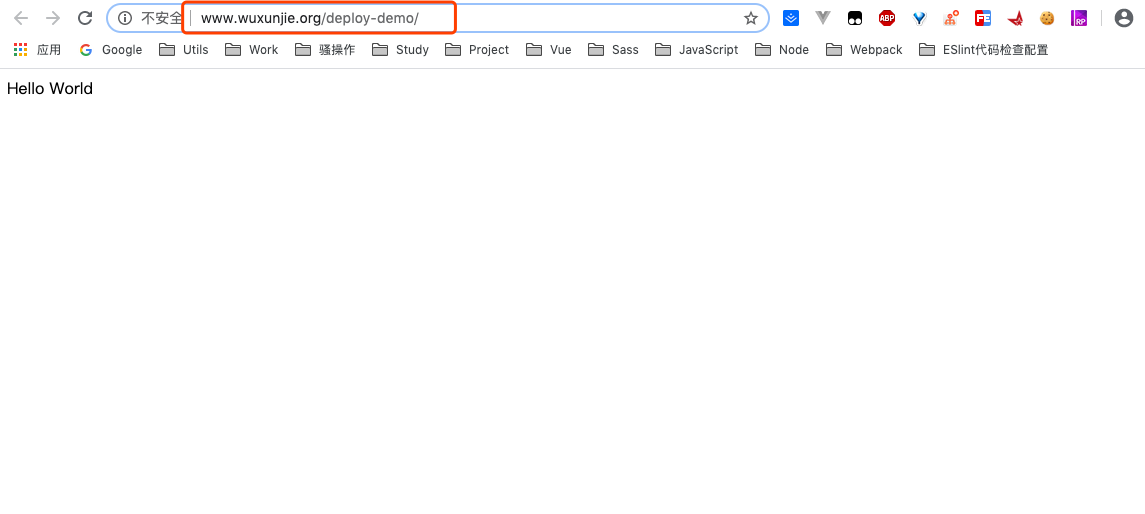 不安全 www.wuxunjie.org/deploy-demo/ ABP FE RP
应用 Google Utils Work 骚操作 Study Project Vue Sass JavaScript Node Webpack ESlint代码检查配置
Hello World